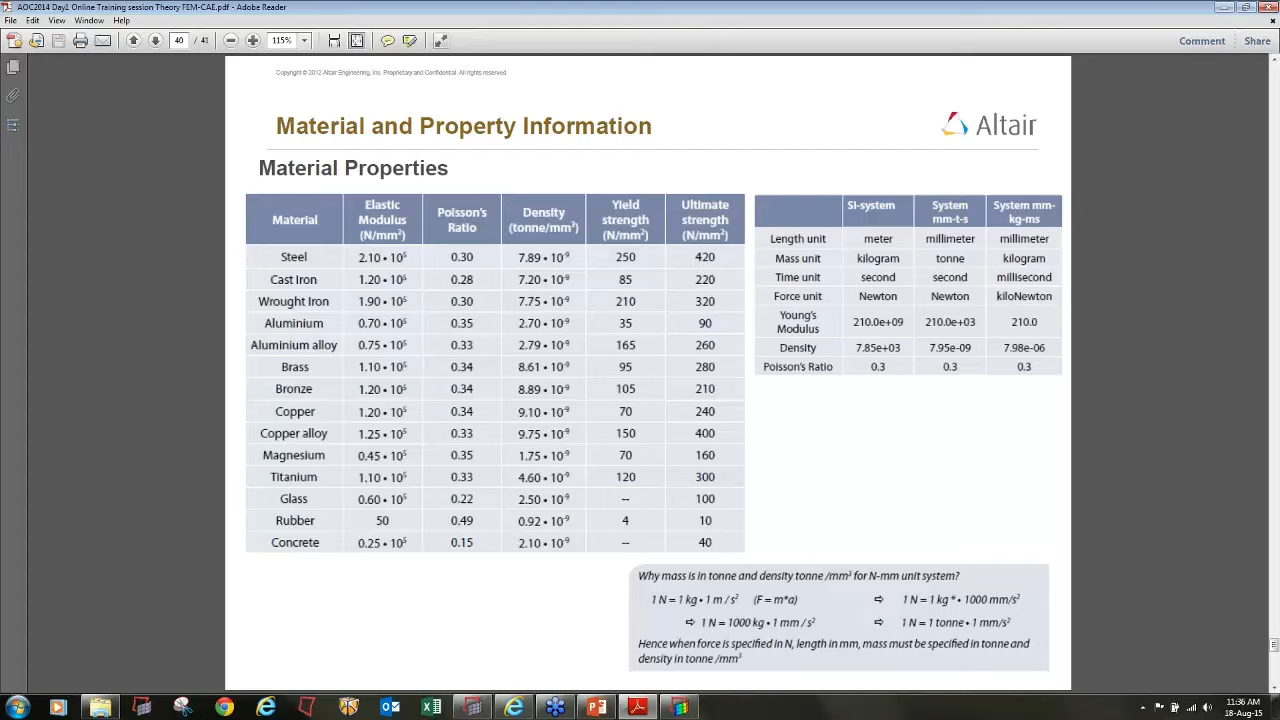 AOC2014 Day1 Online Training session Theory FEM-CAE.pdf - Adobe Reader
File Edit View Window Help
40 / 41 115% Comment Share
Copyright © 2012 Altair Engineering, Inc. Proprietary and Confidential. All rights reserved.
Material and Property Information
Altair
Material Properties
Material Elastic Modulus (N/mm²) Poisson's Ratio Density (tonne/mm³) Yield strength (N/mm²) Ultimate strength (N/mm²)
Steel 2.10 • 10⁵ 0.30 7.89 • 10⁻⁹ 250 420
Cast Iron 1.20 • 10⁵ 0.28 7.20 • 10⁻⁹ 85 220
Wrought Iron 1.90 • 10⁵ 0.30 7.75 • 10⁻⁹ 210 320
Aluminium 0.70 • 10⁵ 0.35 2.70 • 10⁻⁹ 35 90
Aluminium alloy 0.75 • 10⁵ 0.33 2.79 • 10⁻⁹ 165 260
Brass 1.10 • 10⁵ 0.34 8.61 • 10⁻⁹ 95 280
Bronze 1.20 • 10⁵ 0.34 8.89 • 10⁻⁹ 105 210
Copper 1.20 • 10⁵ 0.34 9.10 • 10⁻⁹ 70 240
Copper alloy 1.25 • 10⁵ 0.33 9.75 • 10⁻⁹ 150 400
Magnesium 0.45 • 10⁵ 0.35 1.75 • 10⁻⁹ 70 160
Titanium 1.10 • 10⁵ 0.33 4.60 • 10⁻⁹ 120 300
Glass 0.60 • 10⁵ 0.22 2.50 • 10⁻⁹ -- 100
Rubber 50 0.49 0.92 • 10⁻⁹ 4 10
Concrete 0.25 • 10⁵ 0.15 2.10 • 10⁻⁹ -- 40
SI-system System mm-t-s System mm-kg-ms
Length unit meter millimeter millimeter
Mass unit kilogram tonne kilogram
Time unit second second millisecond
Force unit Newton Newton kiloNewton
Young's Modulus 210.0e+09 210.0e+03 210.0
Density 7.85e+03 7.95e-09 7.98e-06
Poisson's Ratio 0.3 0.3 0.3
Why mass is in tonne and density tonne /mm³ for N-mm unit system?
1 N = 1 kg • 1 m / s² (F = m*a) ⇨ 1 N = 1 kg * • 1000 mm/s²
⇨ 1 N = 1000 kg • 1 mm / s² ⇨ 1 N = 1 tonne • 1 mm/s²
Hence when force is specified in N, length in mm, mass must be specified in tonne and
density in tonne /mm³
11:36 AM
18-Aug-15